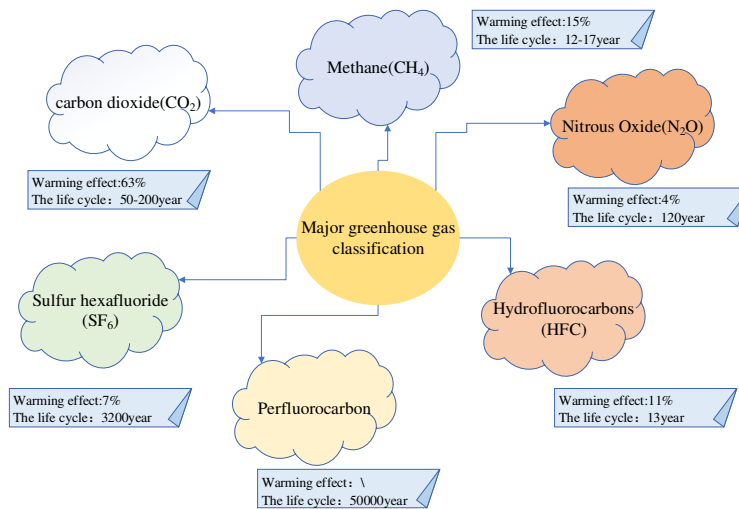 Warming effect:15%
The life cycle：12-17year
Methane(CH₄)
carbon dioxide(CO₂)
Nitrous Oxide(N₂O)
Warming effect:63%
The life cycle：50-200year
Warming effect:4%
The life cycle：120year
Major greenhouse gas
classification
Sulfur hexafluoride
(SF₆)
Hydrofluorocarbons
(HFC)
Warming effect:7%
The life cycle：3200year
Perfluorocarbon
Warming effect:11%
The life cycle：13year
Warming effect：\
The life cycle：50000year